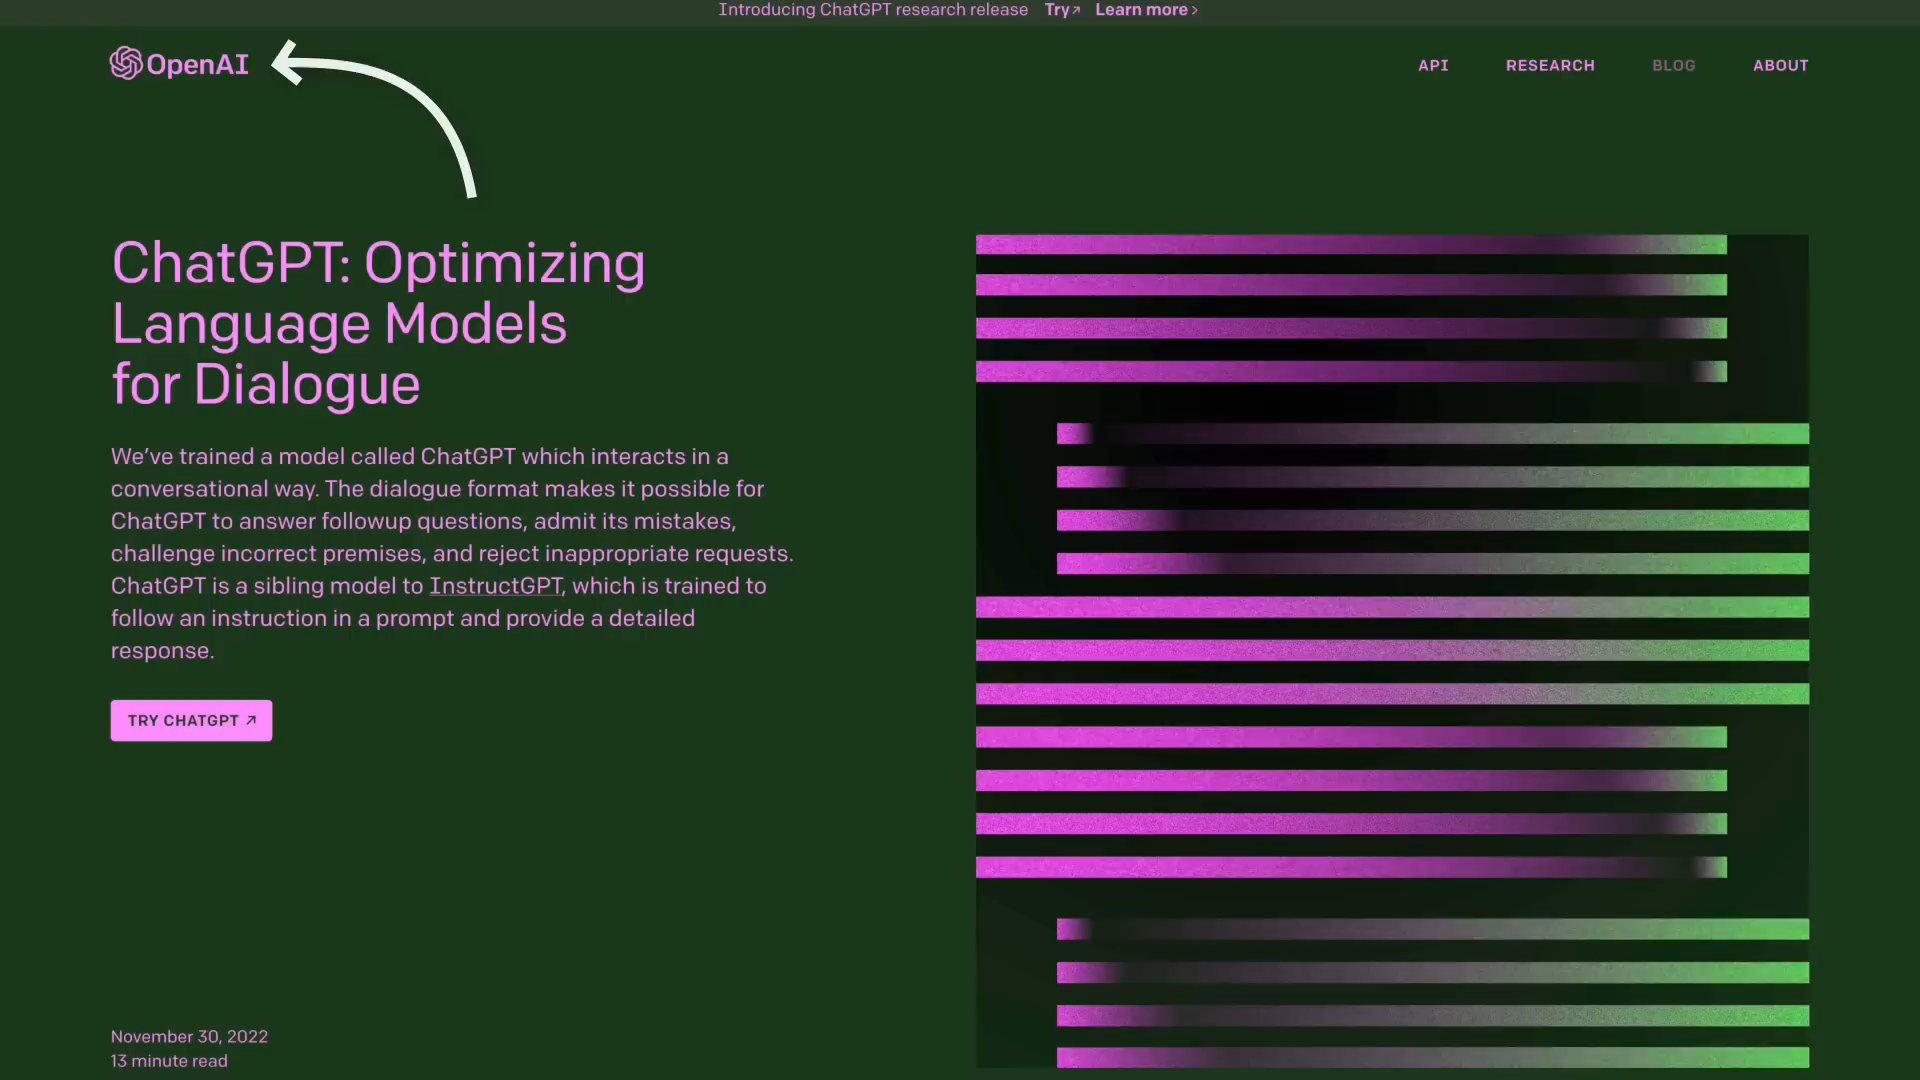 Introducing ChatGPT research release Try↗ Learn more ›
OpenAI
API RESEARCH BLOG ABOUT
ChatGPT: Optimizing
Language Models
for Dialogue
We’ve trained a model called ChatGPT which interacts in a
conversational way. The dialogue format makes it possible for
ChatGPT to answer followup questions, admit its mistakes,
challenge incorrect premises, and reject inappropriate requests.
ChatGPT is a sibling model to InstructGPT, which is trained to
follow an instruction in a prompt and provide a detailed
response.
TRY CHATGPT ↗
November 30, 2022
13 minute read